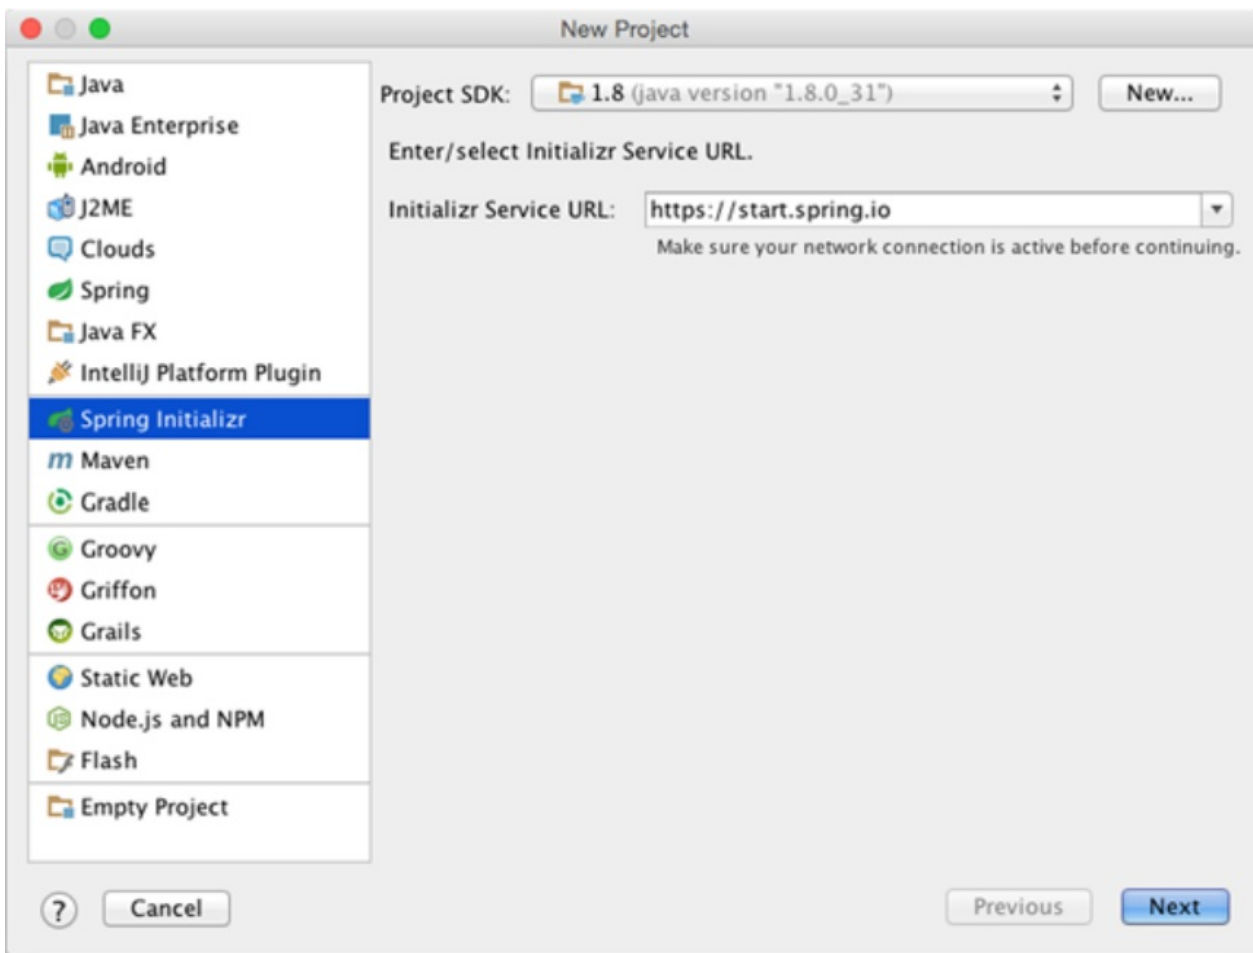 New Project
Java
Java Enterprise
Android
J2ME
Clouds
Spring
Java FX
IntelliJ Platform Plugin
Spring Initializr
Maven
Gradle
Groovy
Griffon
Grails
Static Web
Node.js and NPM
Flash
Empty Project
Project SDK: 1.8 (java version "1.8.0_31") New...
Enter/select Initializr Service URL.
Initializr Service URL: https://start.spring.io
Make sure your network connection is active before continuing.
? Cancel Previous Next